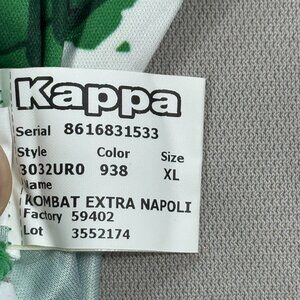 Kappa
Serial 8616831533
Style Color Size
3032UR0 938 XL
Name
KOMBAT EXTRA NAPOLI
Factory 59402
Lot 3552174